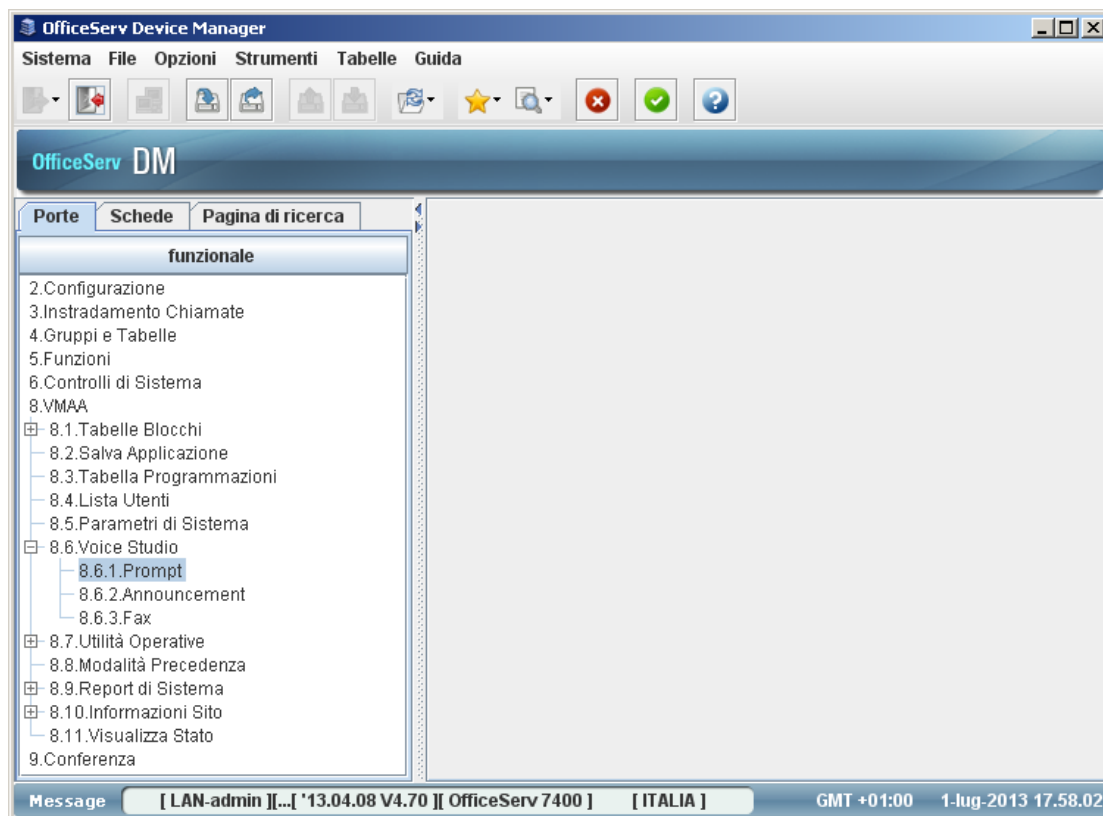 OfficeServ Device Manager
Sistema File Opzioni Strumenti Tabelle Guida
OfficeServ DM
Porte Schede Pagina di ricerca
funzionale
2.Configurazione
3.Instradamento Chiamate
4.Gruppi e Tabelle
5.Funzioni
6.Controlli di Sistema
8.VMAA
8.1.Tabelle Blocchi
8.2.Salva Applicazione
8.3.Tabella Programmazioni
8.4.Lista Utenti
8.5.Parametri di Sistema
8.6.Voice Studio
8.6.1.Prompt
8.6.2.Announcement
8.6.3.Fax
8.7.Utilità Operative
8.8.Modalità Precedenza
8.9.Report di Sistema
8.10.Informazioni Sito
8.11.Visualizza Stato
9.Conferenza
Message [ LAN-admin ][...[ '13.04.08 V4.70 ][ OfficeServ 7400 ] [ ITALIA ] GMT +01:00 1-lug-2013 17.58.02